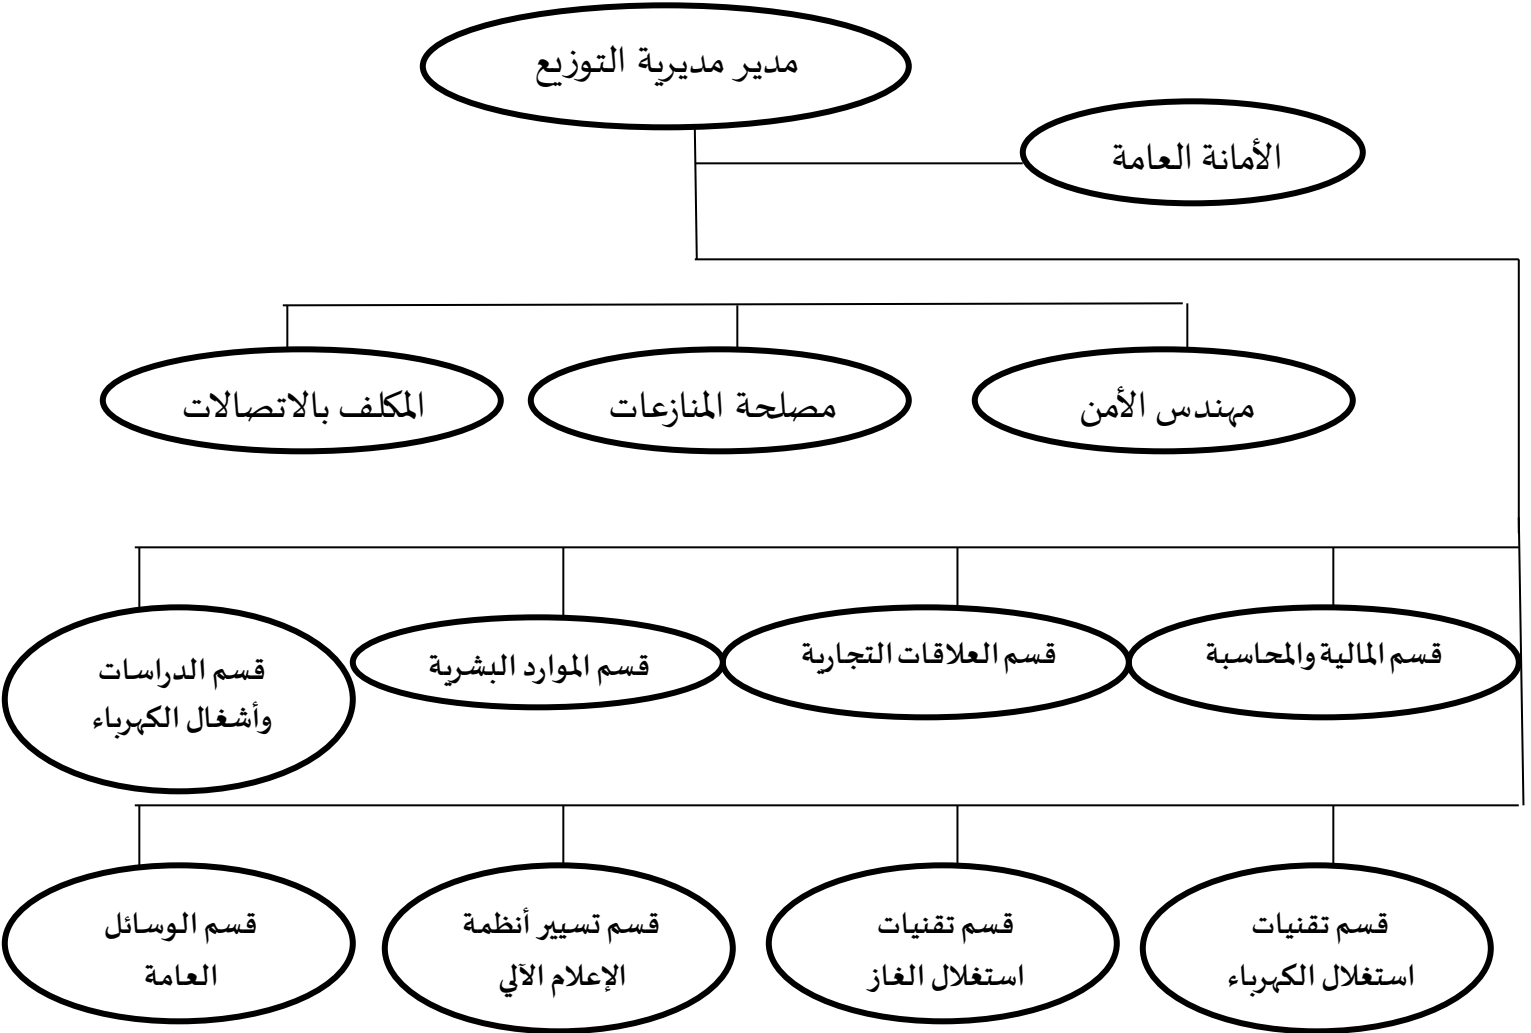 مدير مديرية التوزيع
الأمانة العامة
مهندس الأمن
مصلحة المنازعات
المكلف بالاتصالات
قسم المالية والمحاسبة
قسم العلاقات التجارية
قسم الموارد البشرية
قسم الدراسات
وأشغال الكهرباء
قسم تقنيات
استغلال الكهرباء
قسم تقنيات
استغلال الغاز
قسم تسيير أنظمة
الإعلام الآلي
قسم الوسائل
العامة